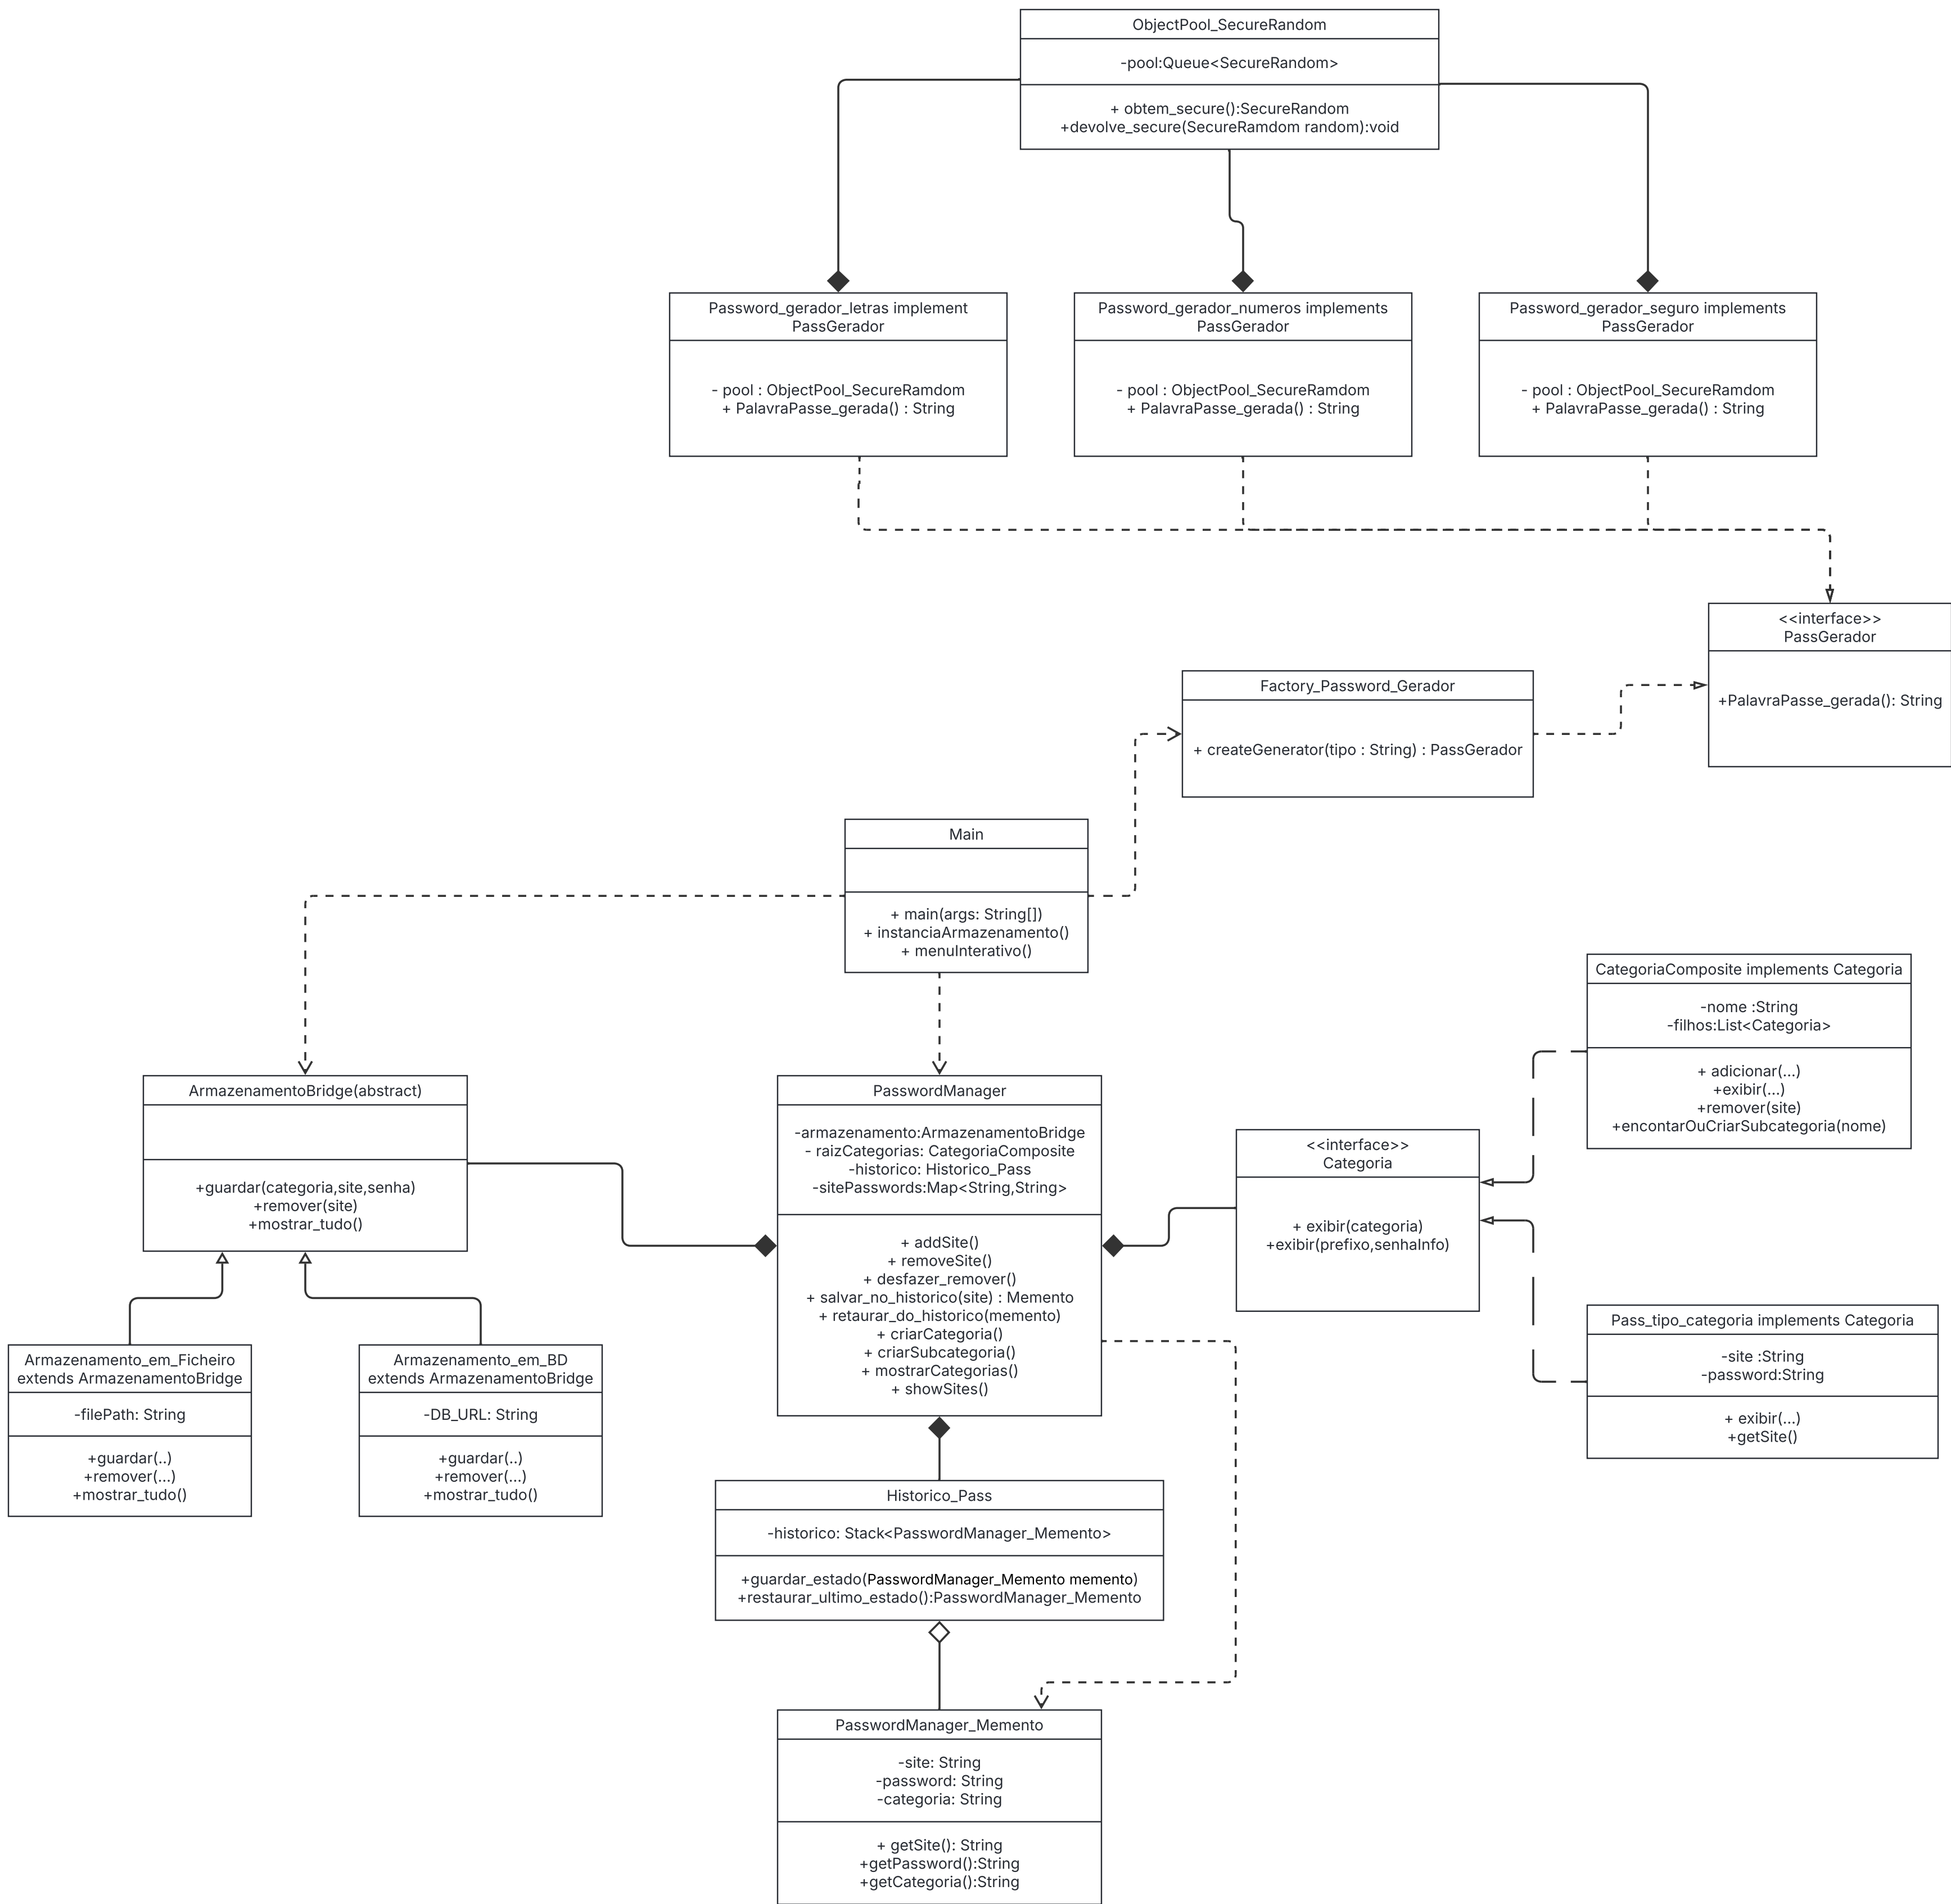 ObjectPool_SecureRandom
-pool:Queue<SecureRandom>
+ obtem_secure():SecureRandom
+devolve_secure(SecureRamdom random):void
Password_gerador_letras implement
PassGerador
- pool : ObjectPool_SecureRamdom
+ PalavraPasse_gerada() : String
Password_gerador_numeros implements
PassGerador
- pool : ObjectPool_SecureRamdom
+ PalavraPasse_gerada() : String
Password_gerador_seguro implements
PassGerador
- pool : ObjectPool_SecureRamdom
+ PalavraPasse_gerada() : String
<<interface>>
PassGerador
+PalavraPasse_gerada(): String
Factory_Password_Gerador
+ createGenerator(tipo : String) : PassGerador
Main
+ main(args: String[])
+ instanciaArmazenamento()
+ menuInterativo()
CategoriaComposite implements Categoria
-nome :String
-filhos:List<Categoria>
+ adicionar(...)
+exibir(...)
+remover(site)
+encontarOuCriarSubcategoria(nome)
ArmazenamentoBridge(abstract)
+guardar(categoria,site,senha)
+remover(site)
+mostrar_tudo()
PasswordManager
-armazenamento:ArmazenamentoBridge
- raizCategorias: CategoriaComposite
-historico: Historico_Pass
-sitePasswords:Map<String,String>
+ addSite()
+ removeSite()
+ desfazer_remover()
+ salvar_no_historico(site) : Memento
+ retaurar_do_historico(memento)
+ criarCategoria()
+ criarSubcategoria()
+ mostrarCategorias()
+ showSites()
<<interface>>
Categoria
+ exibir(categoria)
+exibir(prefixo,senhaInfo)
Pass_tipo_categoria implements Categoria
-site :String
-password:String
+ exibir(...)
+getSite()
Armazenamento_em_Ficheiro
extends ArmazenamentoBridge
-filePath: String
+guardar(..)
+remover(...)
+mostrar_tudo()
Armazenamento_em_BD
extends ArmazenamentoBridge
-DB_URL: String
+guardar(..)
+remover(...)
+mostrar_tudo()
Historico_Pass
-historico: Stack<PasswordManager_Memento>
+guardar_estado(PasswordManager_Memento memento)
+restaurar_ultimo_estado():PasswordManager_Memento
PasswordManager_Memento
-site: String
-password: String
-categoria: String
+ getSite(): String
+getPassword():String
+getCategoria():String